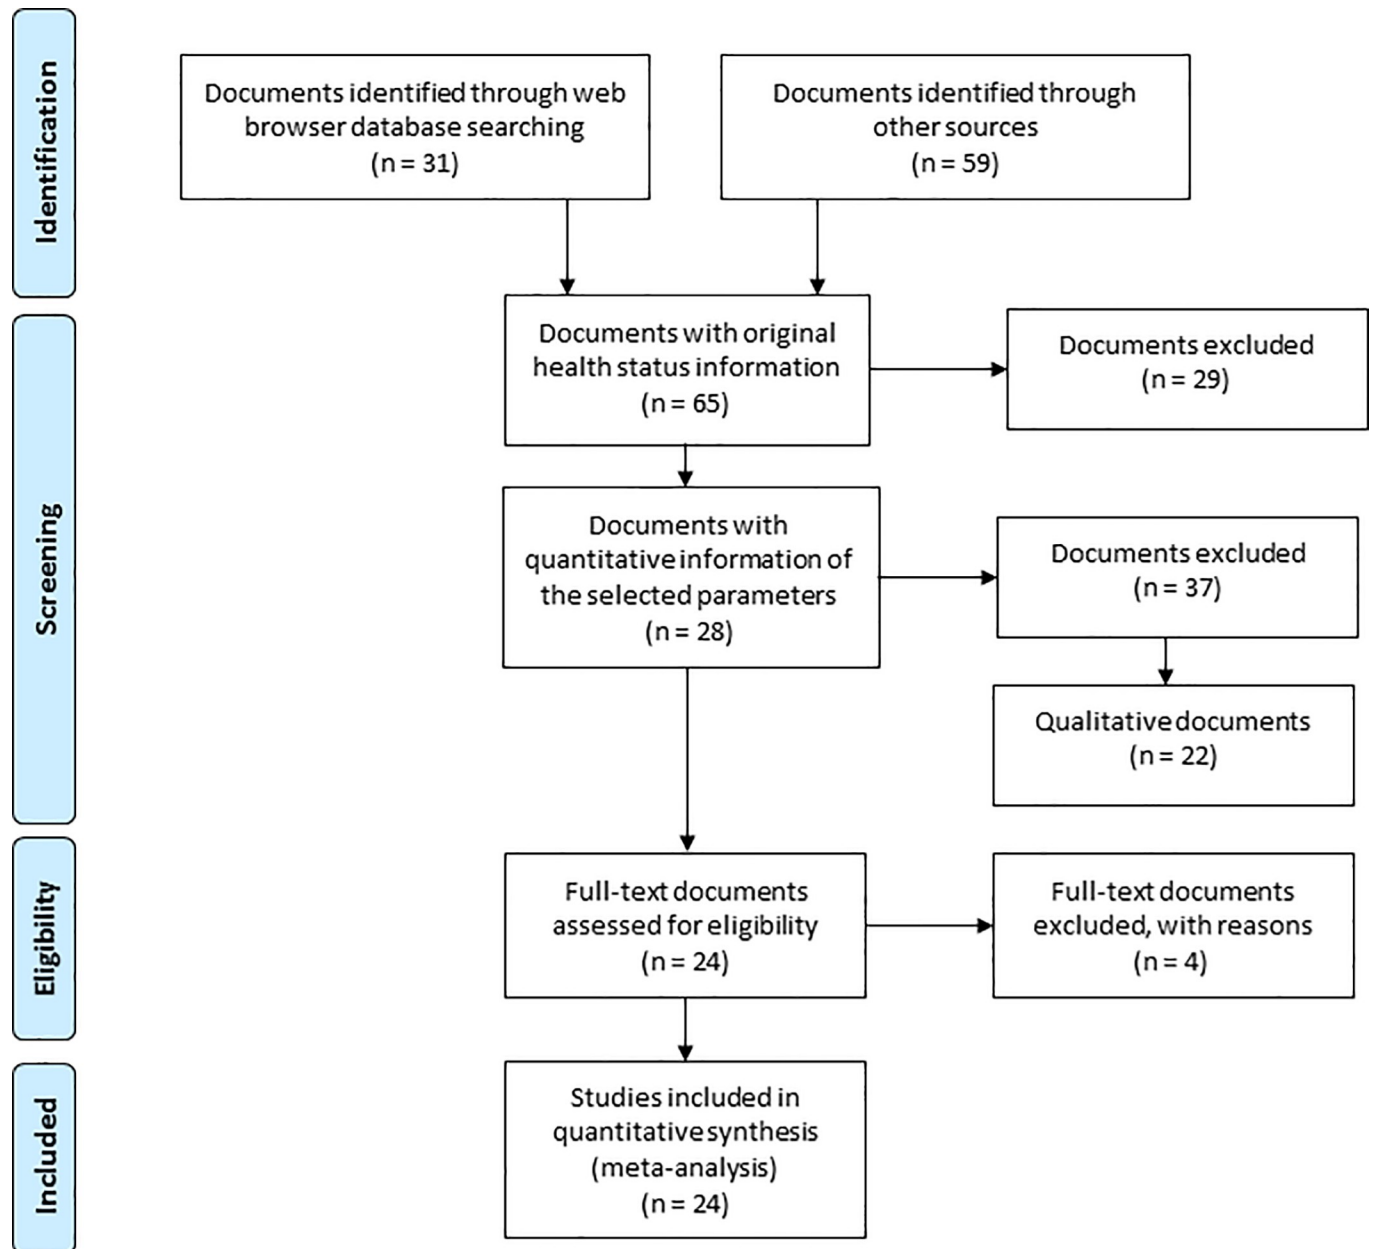 Identification
Documents identified through web
browser database searching
(n = 31)
Documents identified through
other sources
(n = 59)
Screening
Documents with original
health status information
(n = 65)
Documents excluded
(n = 29)
Documents with
quantitative information of
the selected parameters
(n = 28)
Documents excluded
(n = 37)
Qualitative documents
(n = 22)
Eligibility
Full-text documents
assessed for eligibility
(n = 24)
Full-text documents
excluded, with reasons
(n = 4)
Included
Studies included in
quantitative synthesis
(meta-analysis)
(n = 24)